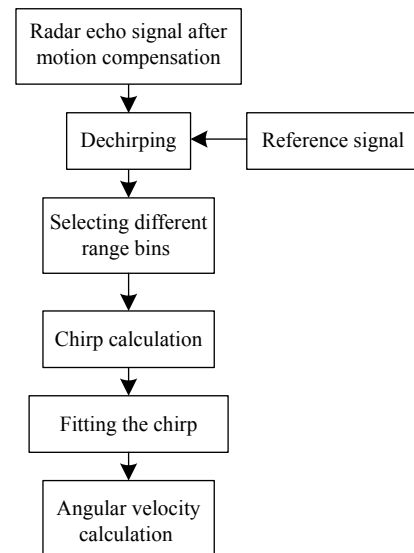 Radar echo signal after
motion compensation
Dechirping
Reference signal
Selecting different
range bins
Chirp calculation
Fitting the chirp
Angular velocity
calculation